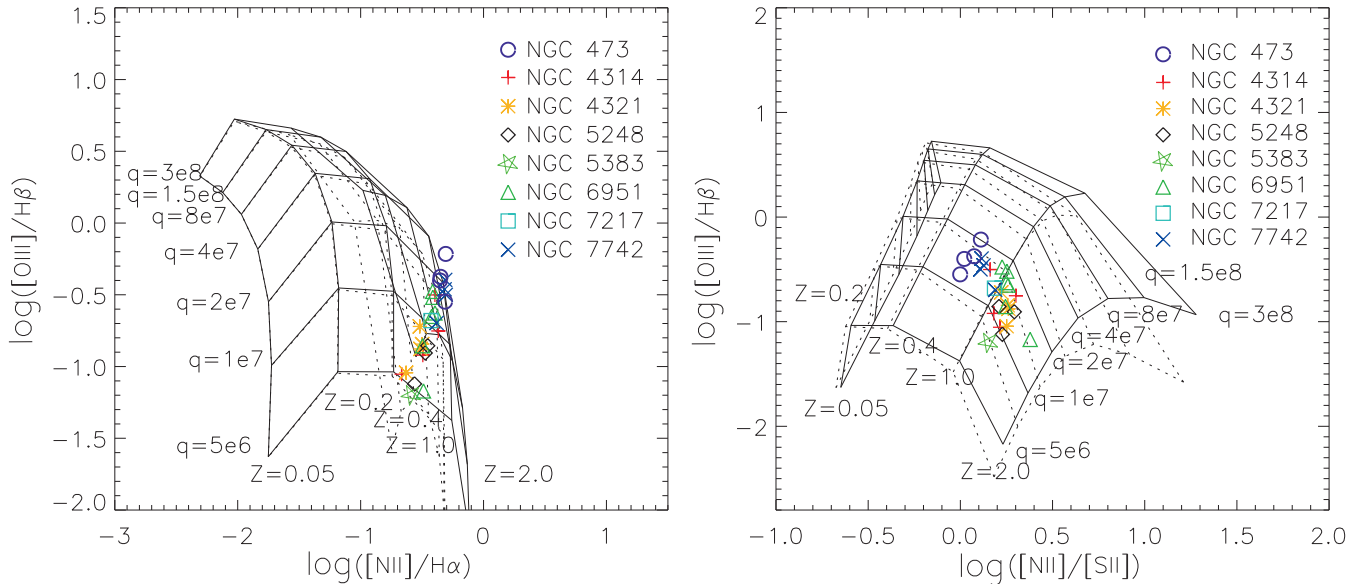 1.5
1.0
0.5
0.0
−0.5
−1.0
−1.5
−2.0
log([OIII]/Hβ)
NGC 473
NGC 4314
NGC 4321
NGC 5248
NGC 5383
NGC 6951
NGC 7217
NGC 7742
q=3e8
q=1.5e8
q=8e7
q=4e7
q=2e7
q=1e7
q=5e6
Z=0.05
Z=0.2
Z=0.4
Z=1.0
Z=2.0
−3
−2
−1
0
1
log([NII]/Hα)
2
1
0
−1
−2
log([OIII]/Hβ)
NGC 473
NGC 4314
NGC 4321
NGC 5248
NGC 5383
NGC 6951
NGC 7217
NGC 7742
Z=0.2
Z=0.05
Z=0.4
Z=1.0
Z=2.0
q=1.5e8
q=3e8
q=8e7
q=4e7
q=2e7
q=1e7
q=5e6
−1.0
−0.5
0.0
0.5
1.0
1.5
2.0
log([NII]/[SII])